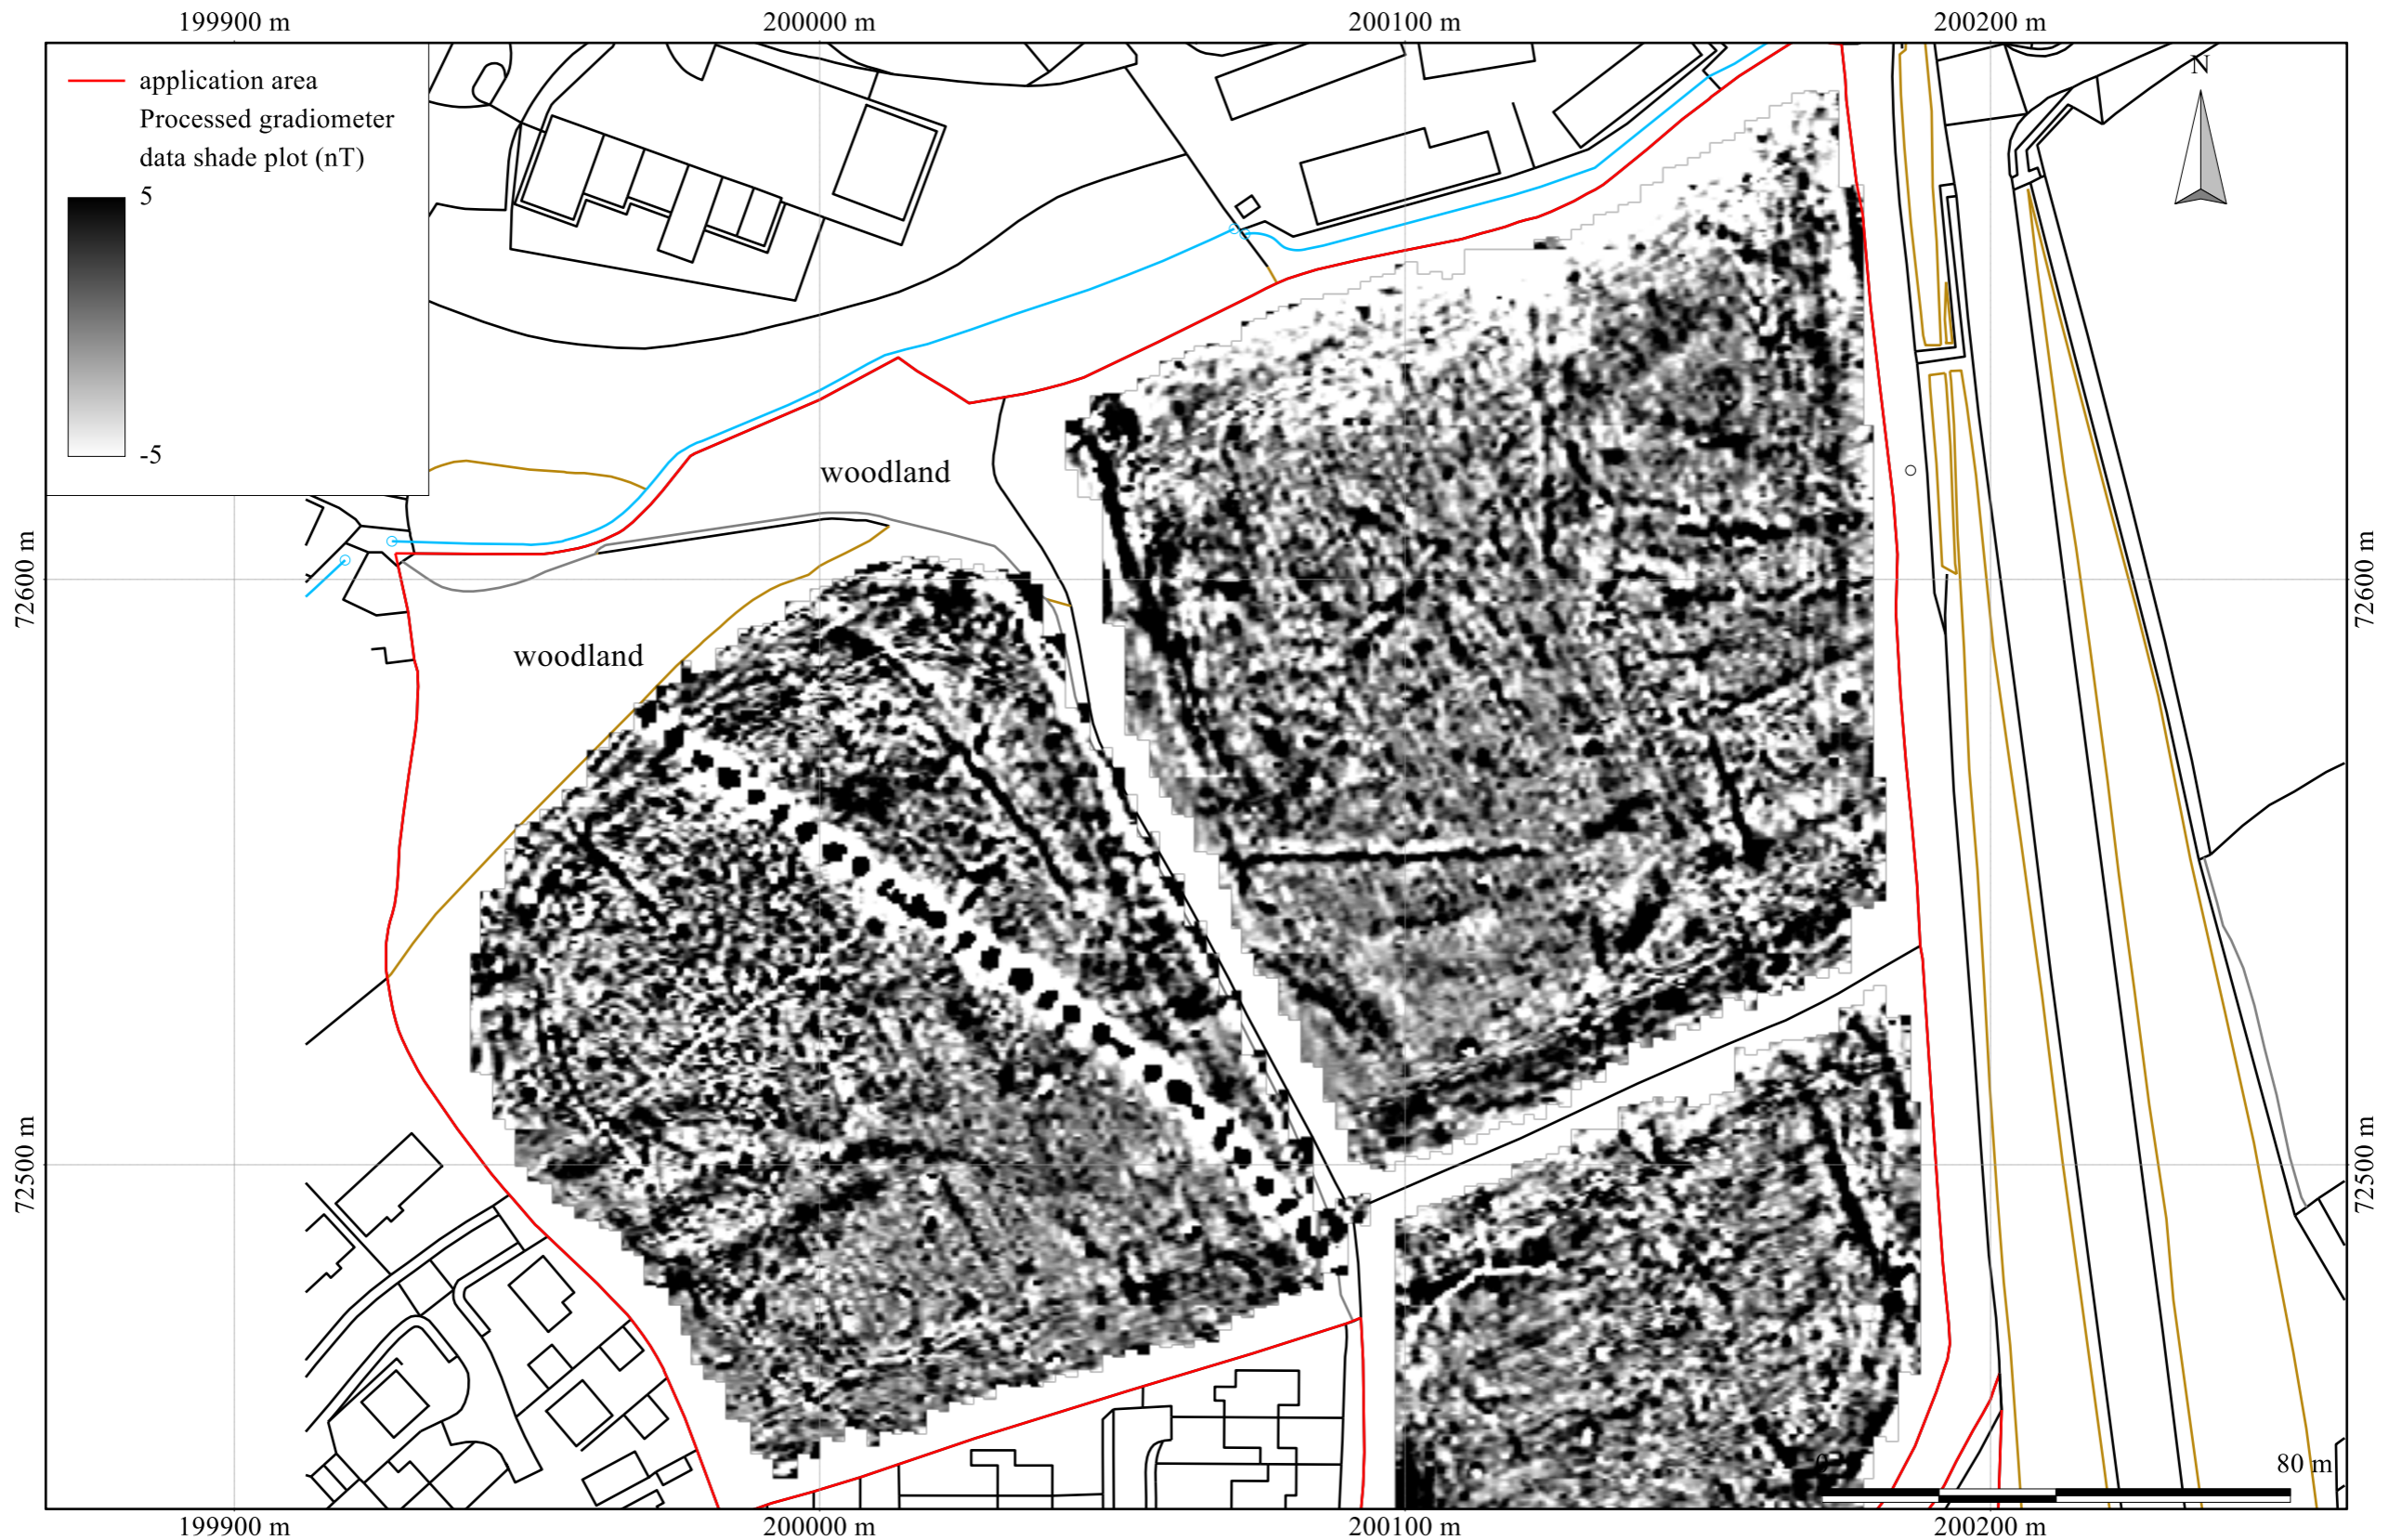 199900 m 200000 m 200100 m 200200 m
N
application area
Processed gradiometer
data shade plot (nT)
5
-5
woodland
woodland
72600 m 72600 m
72500 m 72500 m
0 80 m
199900 m 200000 m 200100 m 200200 m